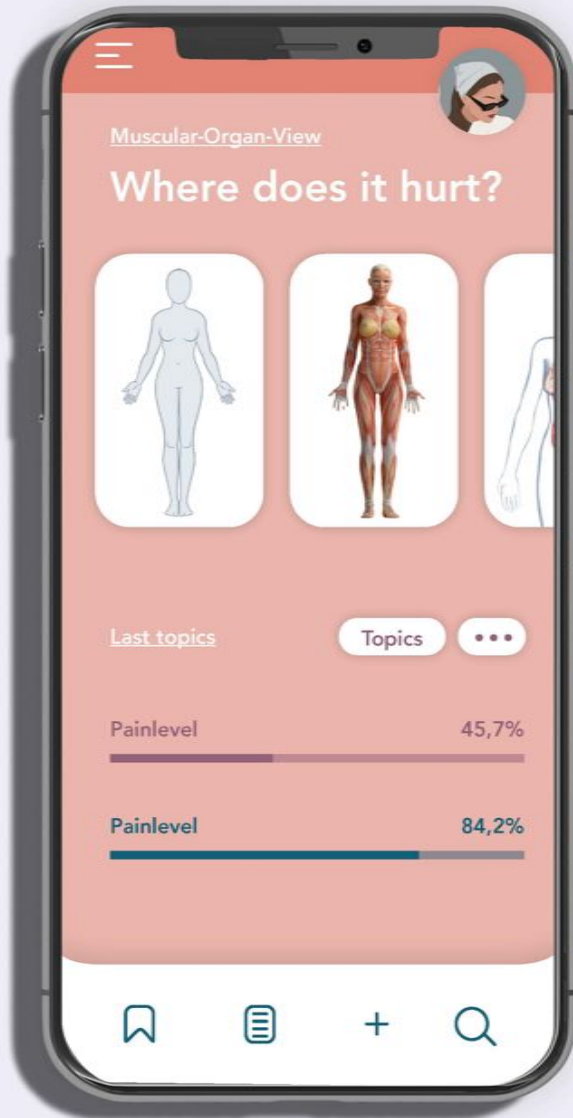 Muscular-Organ-View
Where does it hurt?
Last topics
Topics
Painlevel 45,7%
Painlevel 84,2%